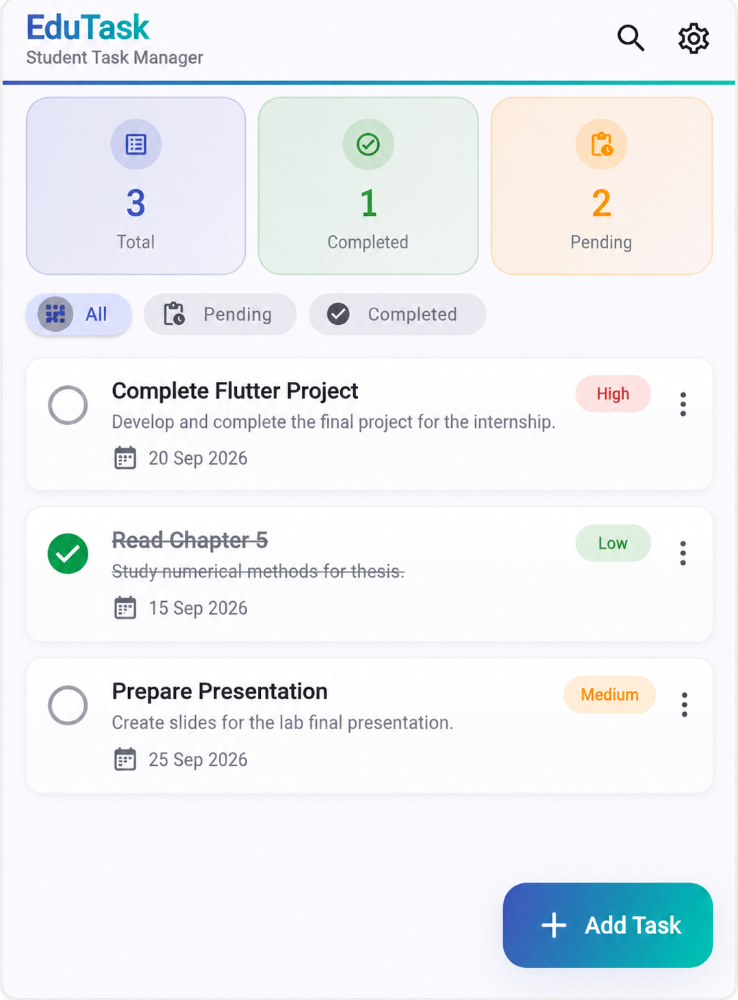 EduTask
Student Task Manager
3
Total
1
Completed
2
Pending
All
Pending
Completed
Complete Flutter Project
High
Develop and complete the final project for the internship.
20 Sep 2026
Read Chapter 5
Low
Study numerical methods for thesis.
15 Sep 2026
Prepare Presentation
Medium
Create slides for the lab final presentation.
25 Sep 2026
Add Task